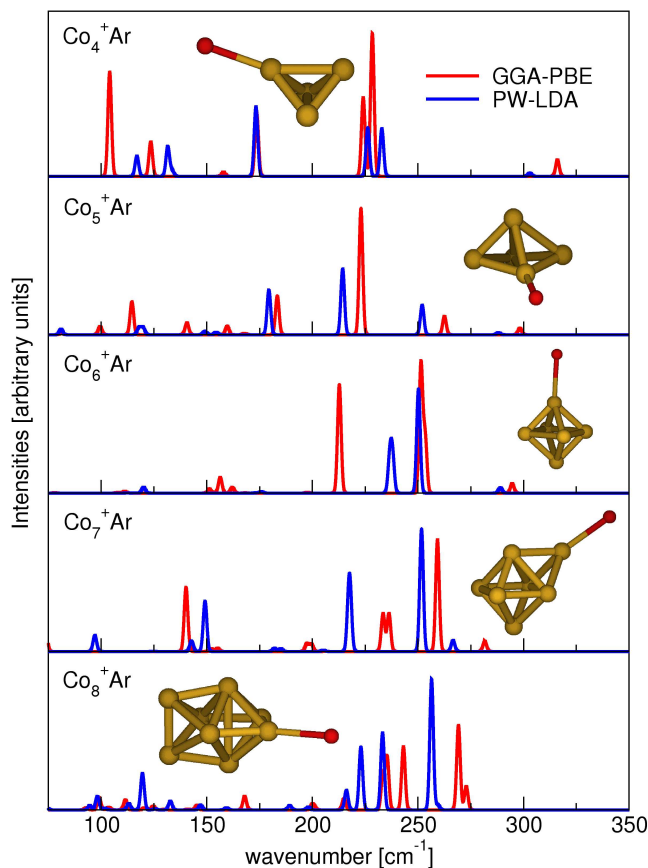 Co₄⁺Ar
GGA-PBE
PW-LDA
Co₅⁺Ar
Co₆⁺Ar
Co₇⁺Ar
Co₈⁺Ar
Intensities [arbitrary units]
100 150 200 250 300 350
wavenumber [cm⁻¹]